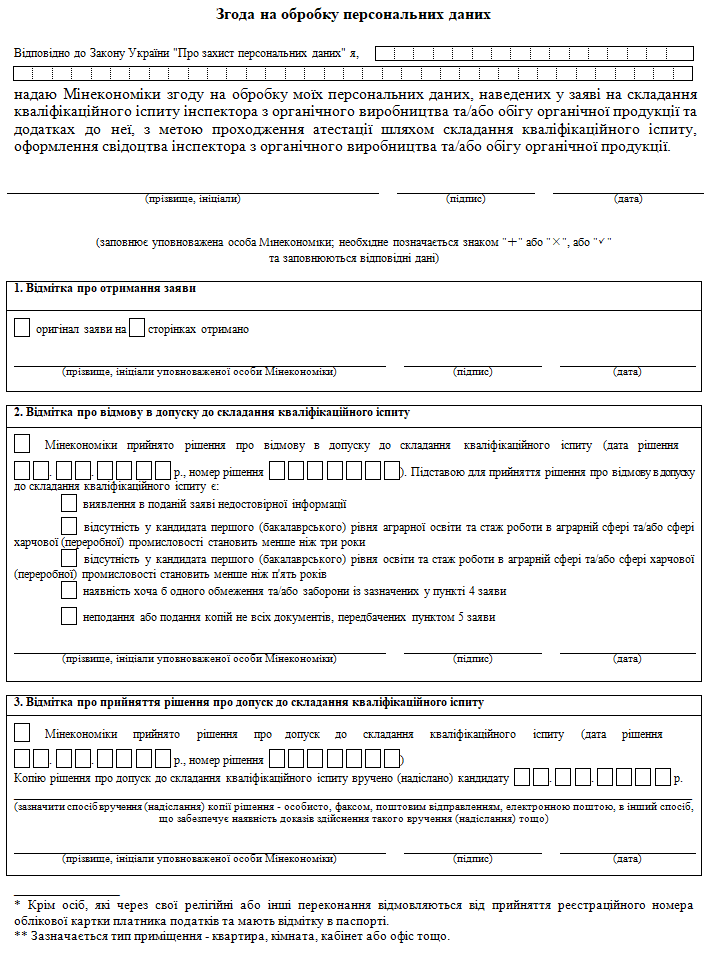 Згода на обробку персональних даних
Відповідно до Закону України "Про захист персональних даних" я,
надаю Мінекономіки згоду на обробку моїх персональних даних, наведених у заяві на складання
кваліфікаційного іспиту інспектора з органічного виробництва та/або обігу органічної продукції та
додатках до неї, з метою проходження атестації шляхом складання кваліфікаційного іспиту,
оформлення свідоцтва інспектора з органічного виробництва та/або обігу органічної продукції.
(прізвище, ініціали) (підпис) (дата)
(заповнює уповноважена особа Мінекономіки; необхідне позначається знаком "+" або "×", або "✓"
та заповнюються відповідні дані)
1. Відмітка про отримання заяви
оригінал заяви на сторінках отримано
(прізвище, ініціали уповноваженої особи Мінекономіки) (підпис) (дата)
2. Відмітка про відмову в допуску до складання кваліфікаційного іспиту
Мінекономіки прийнято рішення про відмову в допуску до складання кваліфікаційного іспиту (дата рішення
. . р., номер рішення ). Підставою для прийняття рішення про відмову в допуску
до складання кваліфікаційного іспиту є:
виявлення в поданій заяві недостовірної інформації
відсутність у кандидата першого (бакалаврського) рівня аграрної освіти та стаж роботи в аграрній сфері та/або сфері
харчової (переробної) промисловості становить менше ніж три роки
відсутність у кандидата першого (бакалаврського) рівня освіти та стаж роботи в аграрній сфері та/або сфері харчової
(переробної) промисловості становить менше ніж п'ять років
наявність хоча б одного обмеження та/або заборони із зазначених у пункті 4 заяви
неподання або подання копій не всіх документів, передбачених пунктом 5 заяви
(прізвище, ініціали уповноваженої особи Мінекономіки) (підпис) (дата)
3. Відмітка про прийняття рішення про допуск до складання кваліфікаційного іспиту
Мінекономіки прийнято рішення про допуск до складання кваліфікаційного іспиту (дата рішення
. . р., номер рішення )
Копію рішення про допуск до складання кваліфікаційного іспиту вручено (надіслано) кандидату . . р.
(зазначити спосіб вручення (надіслання) копії рішення - особисто, факсом, поштовим відправленням, електронною поштою, в інший спосіб,
що забезпечує наявність доказів здійснення такого вручення (надіслання) тощо)
(прізвище, ініціали уповноваженої особи Мінекономіки) (підпис) (дата)
* Крім осіб, які через свої релігійні або інші переконання відмовляються від прийняття реєстраційного номера
облікової картки платника податків та мають відмітку в паспорті.
** Зазначається тип приміщення - квартира, кімната, кабінет або офіс тощо.